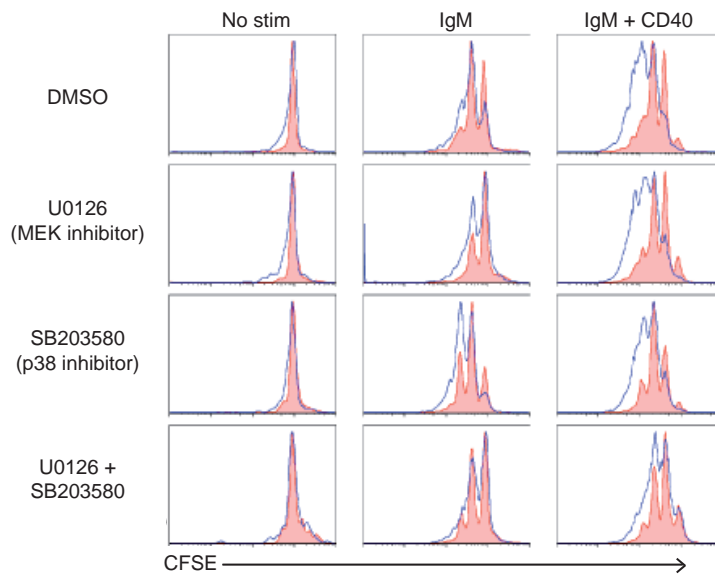 No stim IgM IgM + CD40
DMSO
U0126
(MEK inhibitor)
SB203580
(p38 inhibitor)
U0126 +
SB203580
CFSE